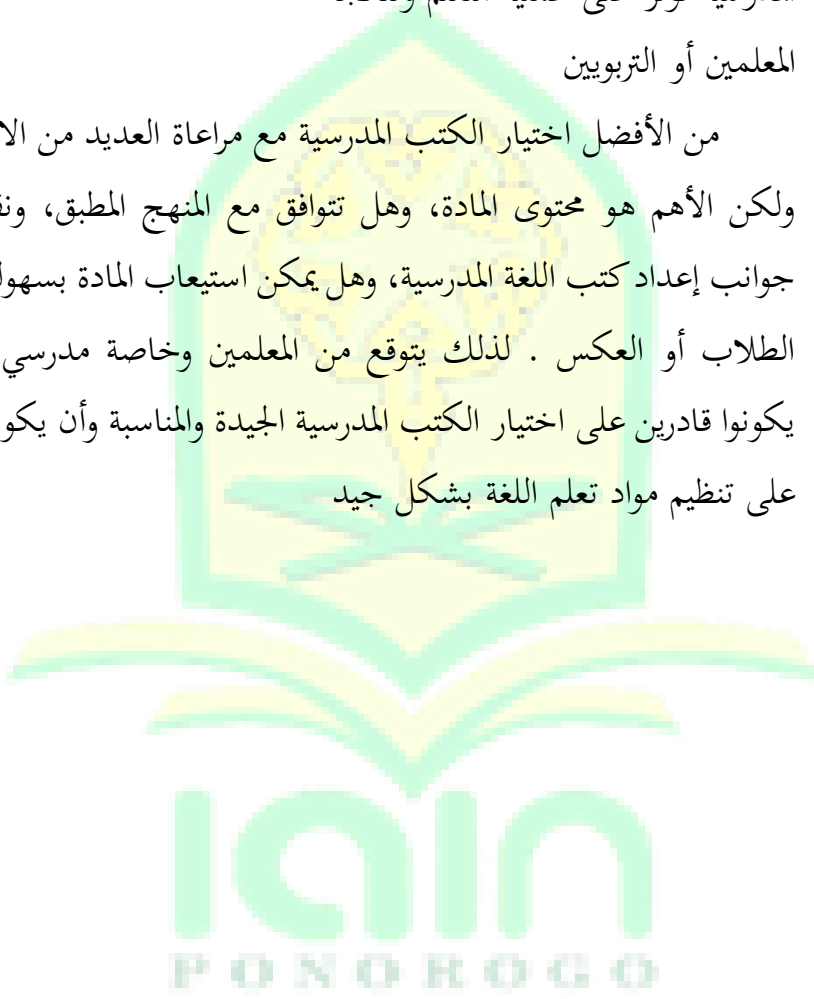 المعلمين أو التربويين
من الأفضل اختيار الكتب المدرسية مع مراعاة العديد من
ولكن الأهم هو محتوى المادة، وهل تتوافق مع المنهج المطبق،
جوانب إعداد كتب اللغة المدرسية، وهل يمكن استيعاب المادة
الطلاب أو العكس . لذلك يتوقع من المعلمين وخاصة مدرسي
يكونوا قادرين على اختيار الكتب المدرسية الجيدة والمناسبة وأن
على تنظيم مواد تعلم اللغة بشكل جيد
iain
PONOROGO